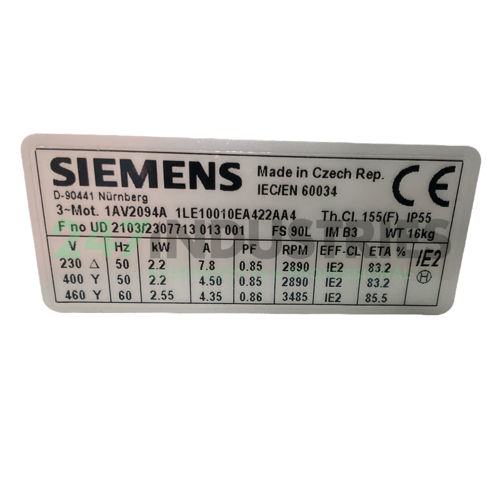 SIEMENS
Made in Czech Rep.
D-90441 Nürnberg
IEC/EN 60034
3~Mot. 1AV2094A 1LE10010EA422AA4 Th.Cl. 155(F) IP55
F no UD 2103/2307713 013 001 FS 90L IM B3 WT 16kg
V Hz kW A PF RPM EFF-CL ETA % IE2
230 Δ 50 2.2 7.8 0.85 2890 IE2 83.2
400 Y 50 2.2 4.50 0.85 2890 IE2 83.2
460 Y 60 2.55 4.35 0.86 3485 IE2 85.5
CE
H
24/7 INDUSTRIES